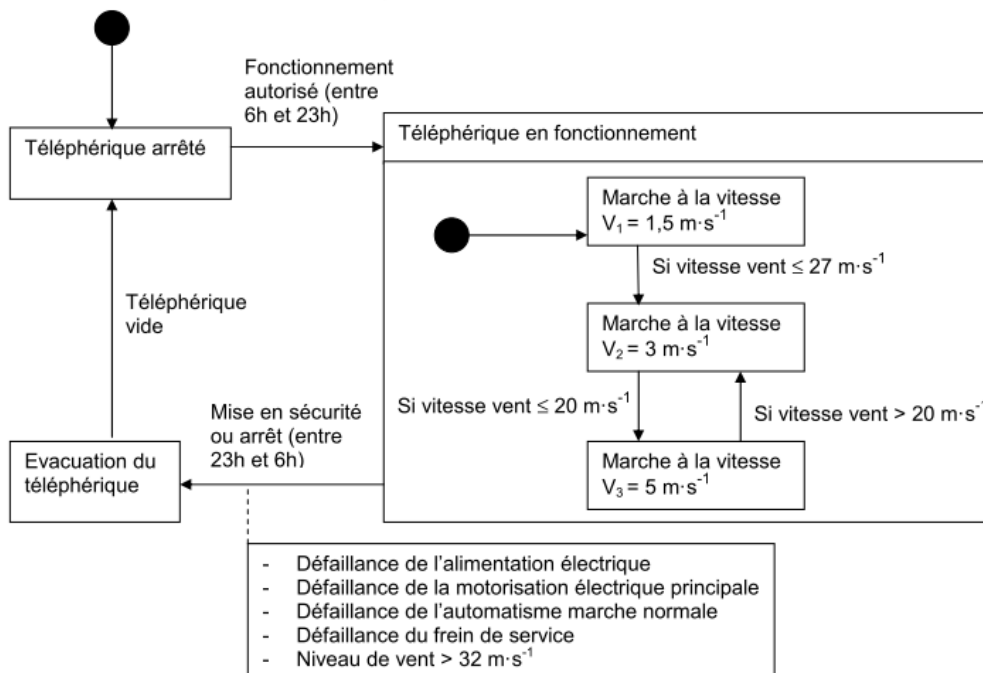 Fonctionnement
autorisé (entre
6h et 23h)
Téléphérique arrêté
Téléphérique en fonctionnement
Marche à la vitesse
V₁ = 1,5 m·s⁻¹
Si vitesse vent ≤ 27 m·s⁻¹
Téléphérique
vide
Marche à la vitesse
V₂ = 3 m·s⁻¹
Si vitesse vent ≤ 20 m·s⁻¹
Si vitesse vent > 20 m·s⁻¹
Mise en sécurité
ou arrêt (entre
23h et 6h)
Evacuation du
téléphérique
Marche à la vitesse
V₃ = 5 m·s⁻¹
- Défaillance de l'alimentation électrique
- Défaillance de la motorisation électrique principale
- Défaillance de l'automatisme marche normale
- Défaillance du frein de service
- Niveau de vent > 32 m·s⁻¹